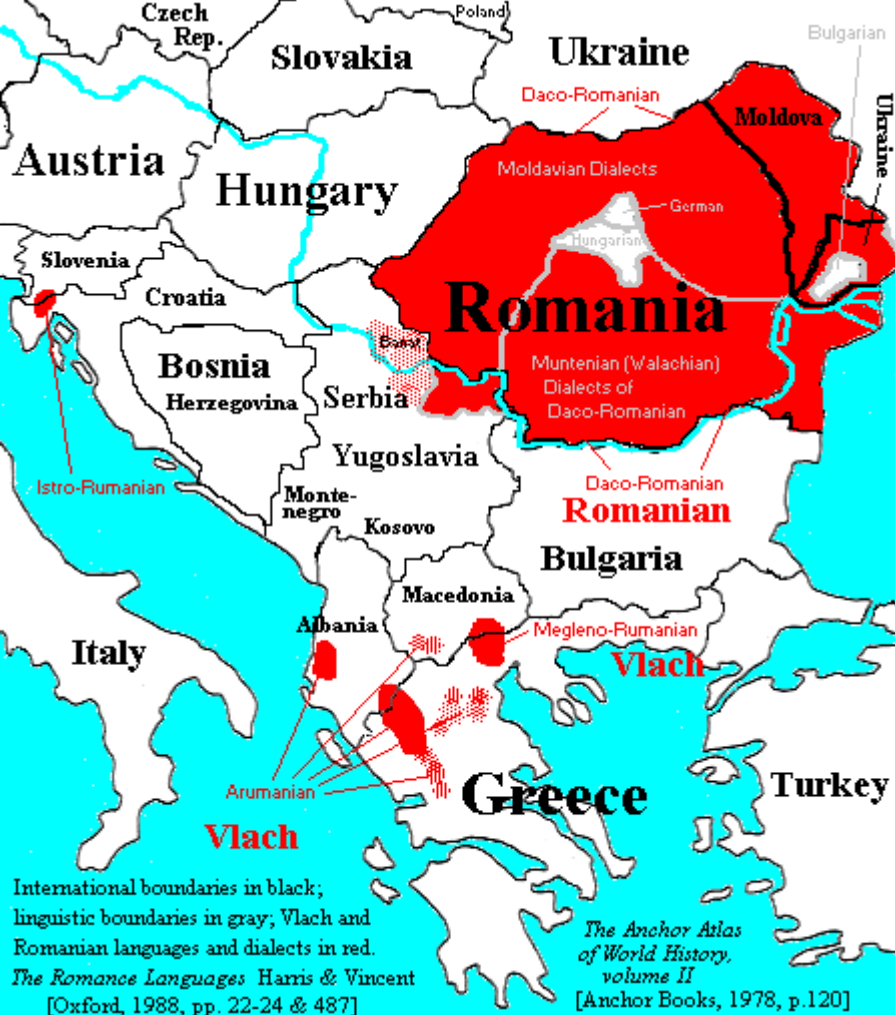 Czech
Rep.
Poland
Slovakia
Ukraine
Bulgarian
Daco-Romanian
Moldova
Ukraine
Austria
Hungary
Moldavian Dialects
German
Hungarian
Slovenia
Croatia
Romania
Banat
Bosnia
Herzegovina
Serbia
Muntenian (Walachian)
Dialects of
Daco-Romanian
Yugoslavia
Istro-Rumanian
Daco-Romanian
Monte-
negro
Romanian
Kosovo
Bulgaria
Macedonia
Albania
Megleno-Rumanian
Italy
Vlach
Arumanian
Greece
Turkey
Vlach
International boundaries in black;
linguistic boundaries in gray; Vlach and
Romanian languages and dialects in red.
The Romance Languages Harris & Vincent
[Oxford, 1988, pp. 22-24 & 487]
The Anchor Atlas
of World History,
volume II
[Anchor Books, 1978, p.120]